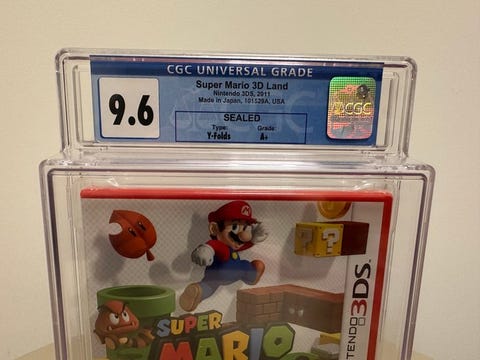 CGC UNIVERSAL GRADE
9.6
Super Mario 3D Land
Nintendo 3DS, 2011
Made in Japan, 101529A, USA
SEALED
Type: Grade:
Y-Folds A+
CGC
? ?
SUPER
MARIO
NINTENDO 3DS